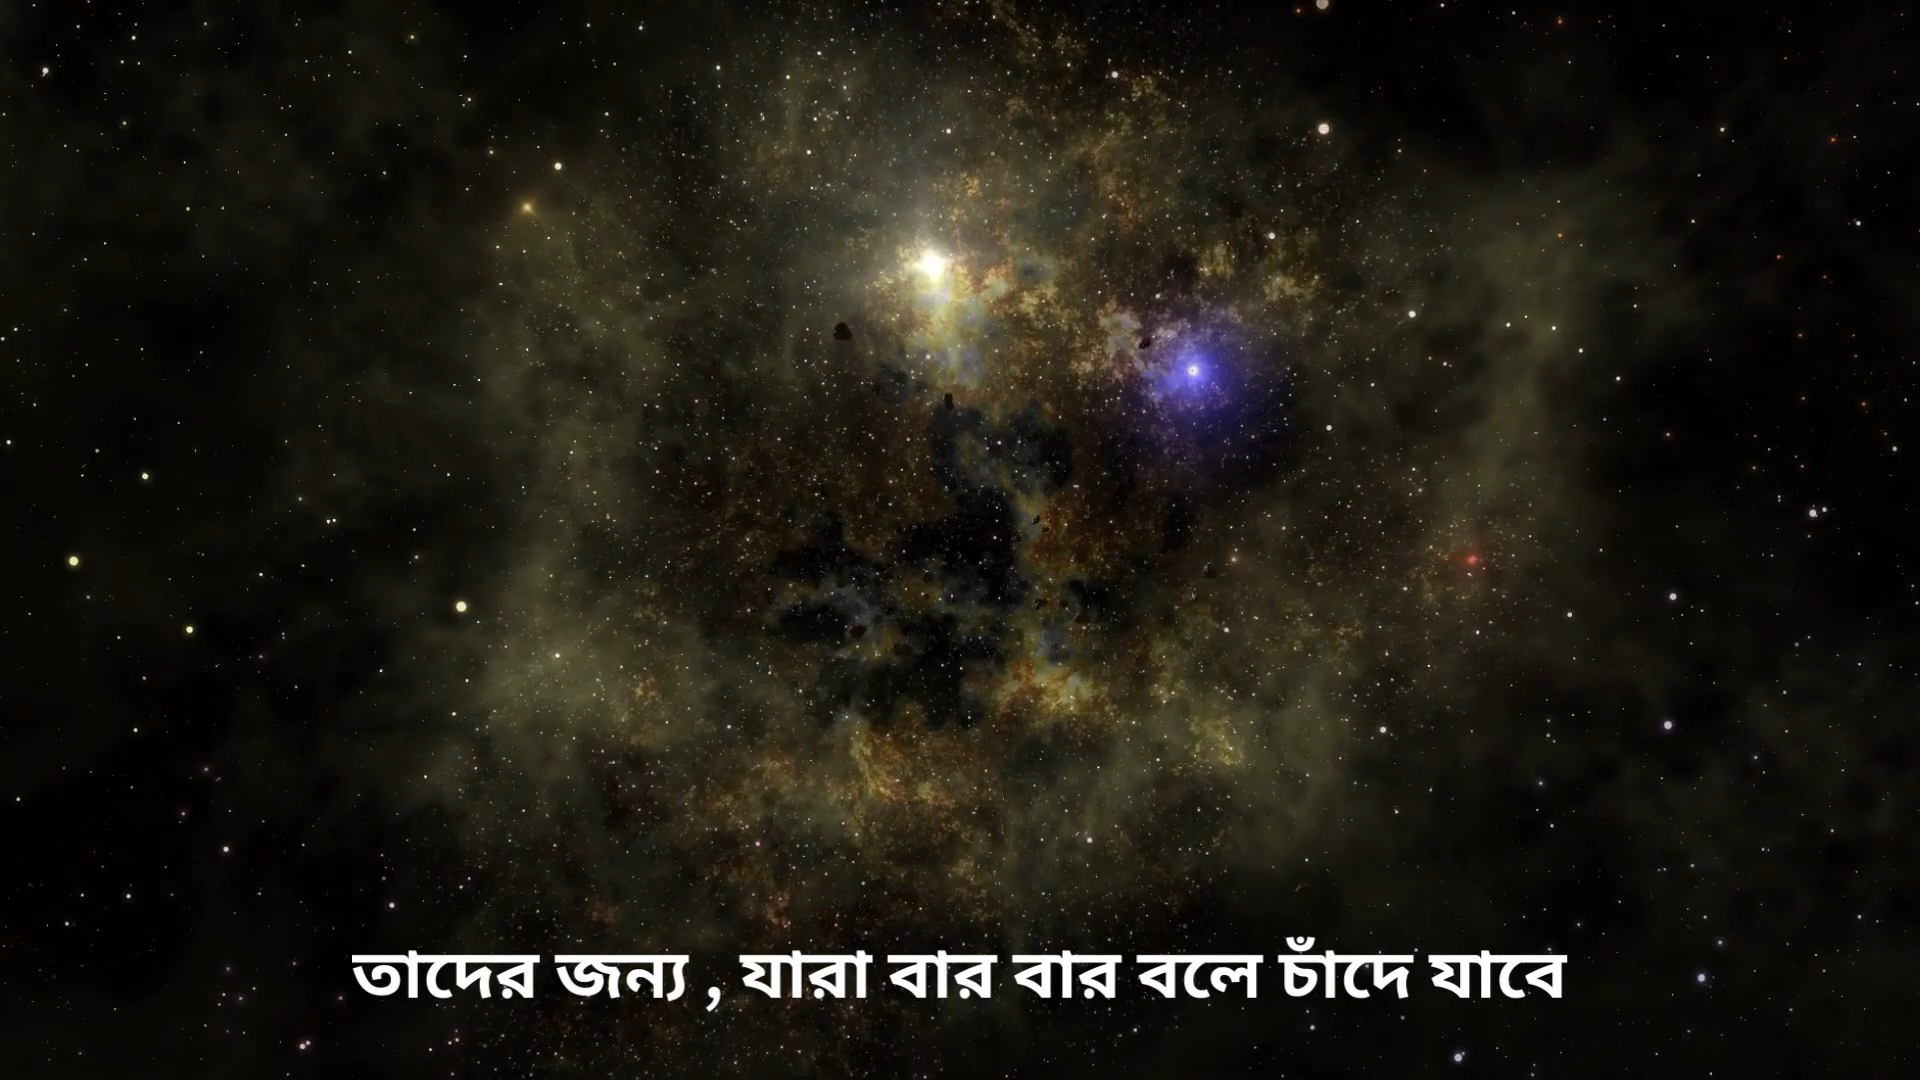 তাদের জন্য , যারা বার বার বলে চাঁদে যাবে